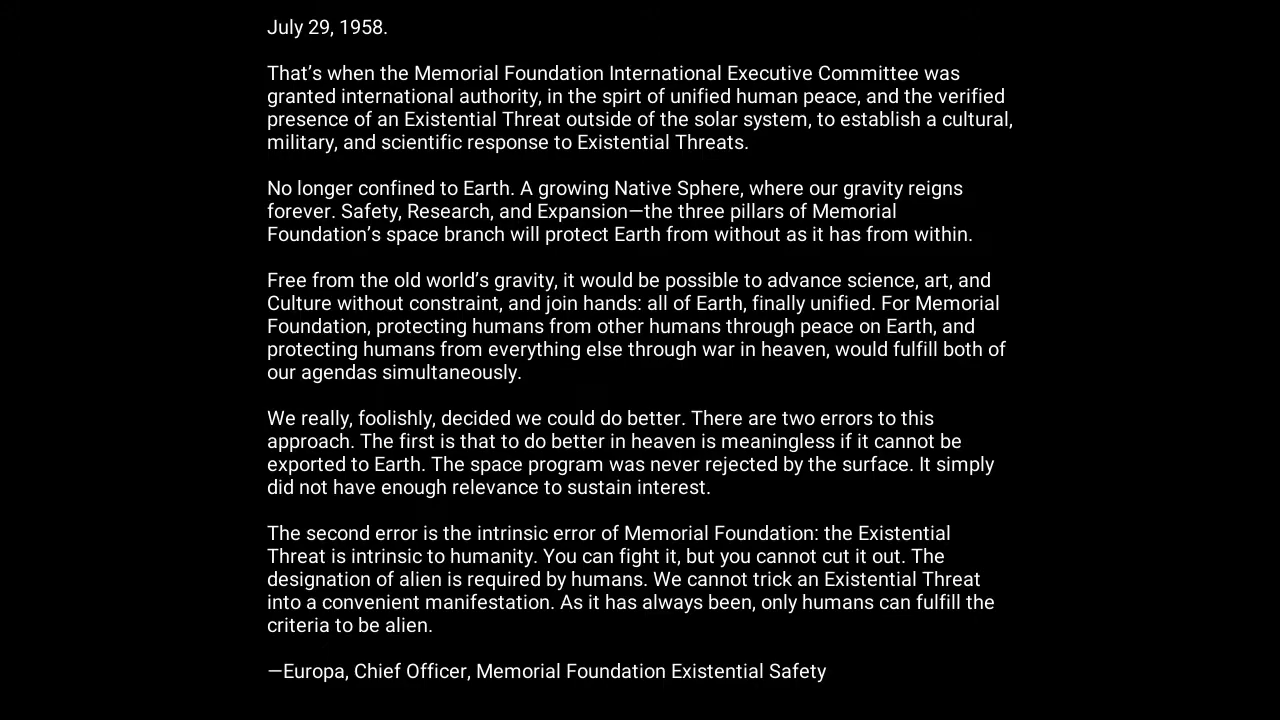 July 29, 1958.
That’s when the Memorial Foundation International Executive Committee was
granted international authority, in the spirt of unified human peace, and the verified
presence of an Existential Threat outside of the solar system, to establish a cultural,
military, and scientific response to Existential Threats.
No longer confined to Earth. A growing Native Sphere, where our gravity reigns
forever. Safety, Research, and Expansion—the three pillars of Memorial
Foundation’s space branch will protect Earth from without as it has from within.
Free from the old world’s gravity, it would be possible to advance science, art, and
Culture without constraint, and join hands: all of Earth, finally unified. For Memorial
Foundation, protecting humans from other humans through peace on Earth, and
protecting humans from everything else through war in heaven, would fulfill both of
our agendas simultaneously.
We really, foolishly, decided we could do better. There are two errors to this
approach. The first is that to do better in heaven is meaningless if it cannot be
exported to Earth. The space program was never rejected by the surface. It simply
did not have enough relevance to sustain interest.
The second error is the intrinsic error of Memorial Foundation: the Existential
Threat is intrinsic to humanity. You can fight it, but you cannot cut it out. The
designation of alien is required by humans. We cannot trick an Existential Threat
into a convenient manifestation. As it has always been, only humans can fulfill the
criteria to be alien.
—Europa, Chief Officer, Memorial Foundation Existential Safety